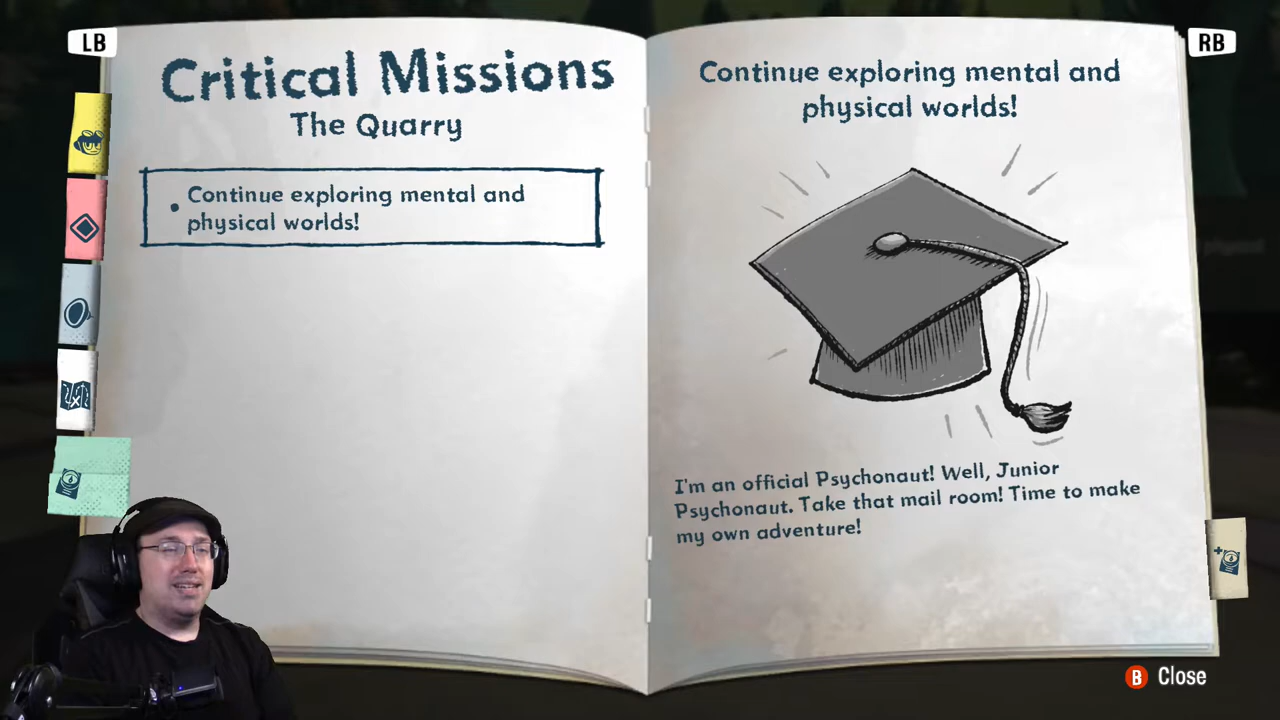 LB
RB
Critical Missions
The Quarry
• Continue exploring mental and
physical worlds!
Continue exploring mental and
physical worlds!
I'm an official Psychonaut! Well, Junior
Psychonaut. Take that mail room! Time to make
my own adventure!
B Close